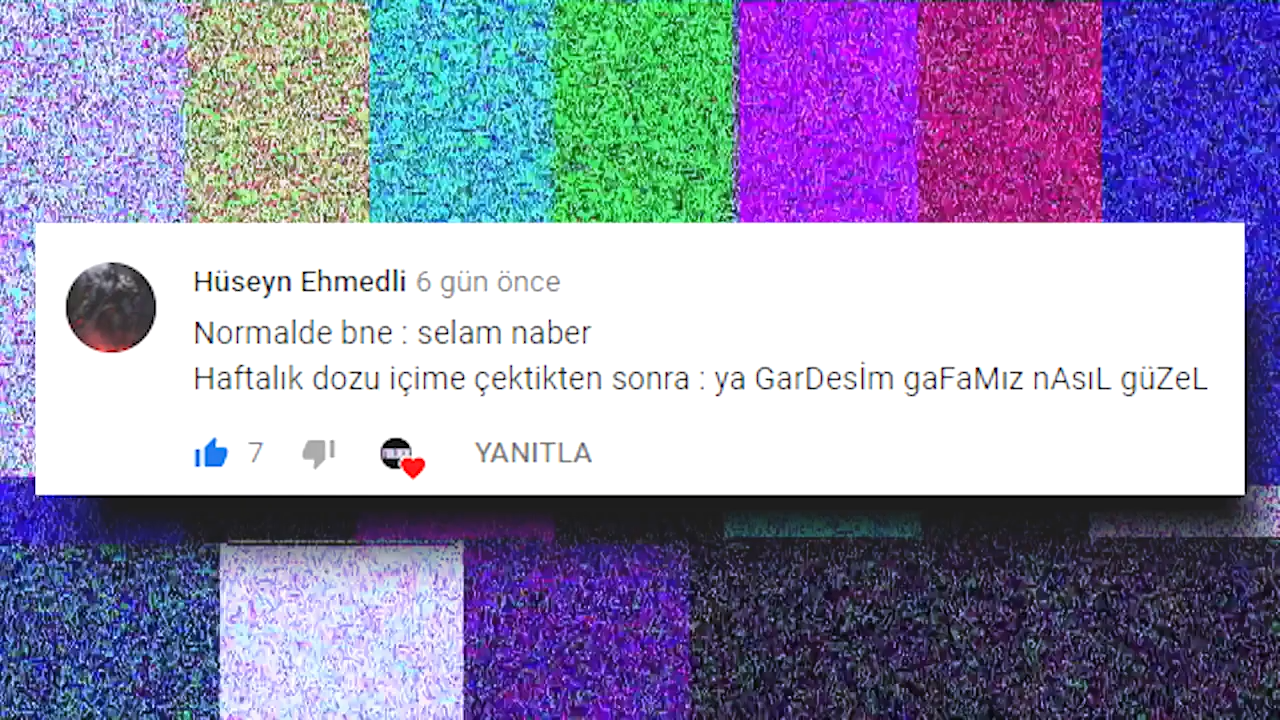 Hüseyn Ehmedli 6 gün önce
Normalde bne : selam naber
Haftalık dozu içime çektikten sonra : ya GarDesİm gaFaMız nAsıL güZeL
7 YANITLA